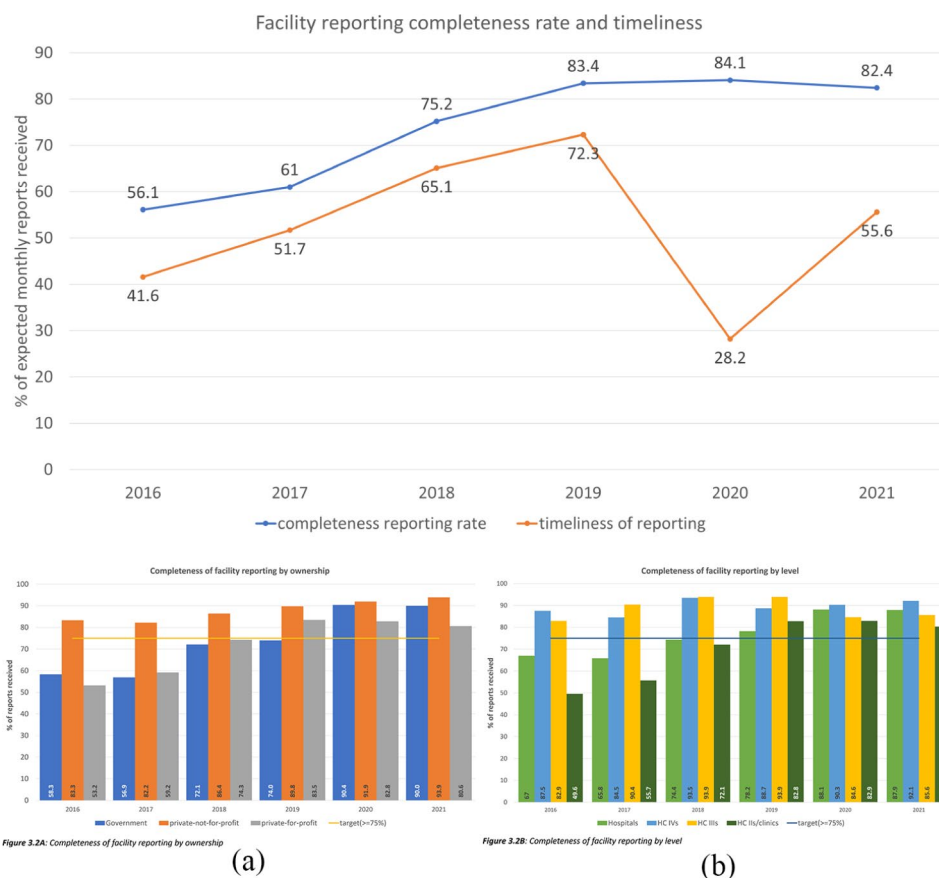 Facility reporting completeness rate and timeliness
% of expected monthly reports received
90
80
70
60
50
40
30
20
10
0
56.1
61
75.2
83.4
84.1
82.4
41.6
51.7
65.1
72.3
28.2
55.6
2016 2017 2018 2019 2020 2021
completeness reporting rate timeliness of reporting
Completeness of facility reporting by ownership
% of reports received
100
90
80
70
60
50
40
30
20
10
0
58.3 83.3 53.2 56.9 82.2 59.2 72.1 86.4 74.3 74.0 89.8 83.5 90.4 91.9 82.8 90.0 93.9 80.6
2016 2017 2018 2019 2020 2021
Government private-not-for-profit private-for-profit target(>=75%)
Figure 3.2A: Completeness of facility reporting by ownership
(a)
Completeness of facility reporting by level
% of reports received
100
90
80
70
60
50
40
30
20
10
0
67 87.5 82.9 49.6 65.8 84.5 90.4 55.7 74.4 93.5 93.9 72.1 78.2 88.7 93.9 82.8 88.1 90.3 84.6 82.9 87.9 92.1 85.6
2016 2017 2018 2019 2020 2021
Hospitals HC IVs HC IIIs HC IIs/clinics target(>=75%)
Figure 3.2B: Completeness of facility reporting by level
(b)